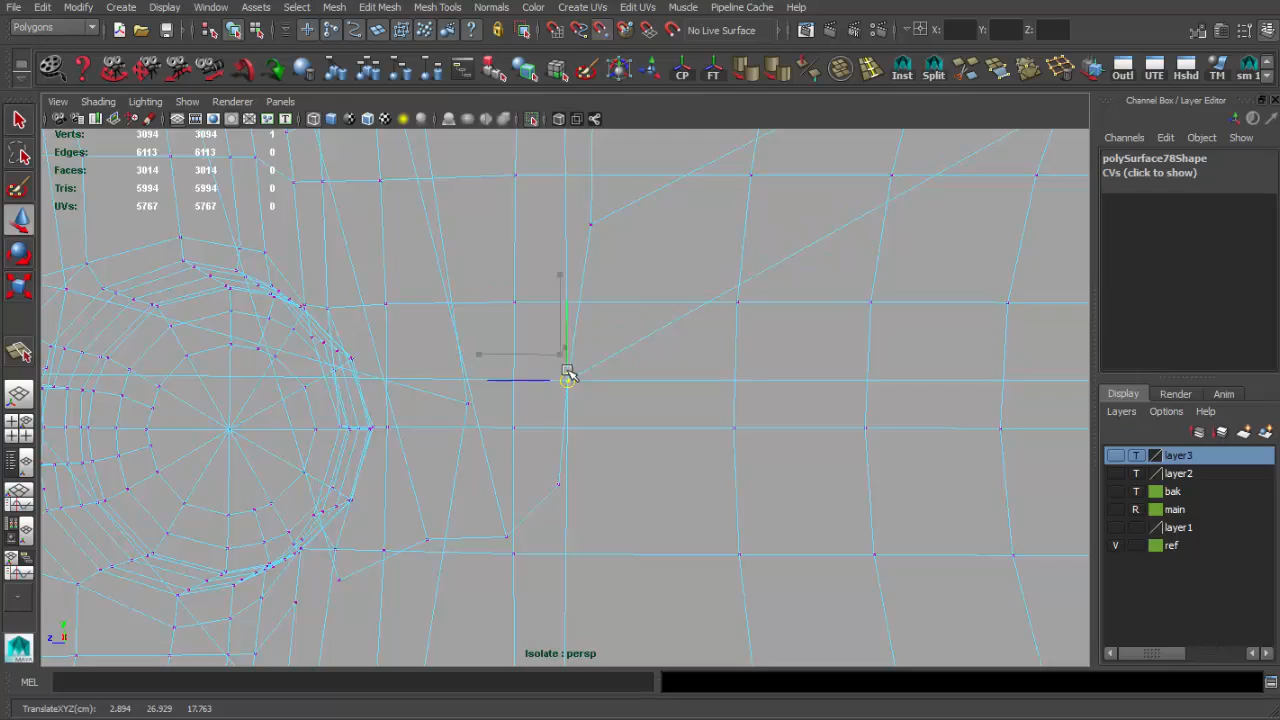 File Edit Modify Create Display Window Assets Select Mesh Edit Mesh Mesh Tools Normals Color Create UVs Edit UVs Muscle Pipeline Cache Help
Polygons No Live Surface X: Y: Z:
CP FT Inst Split Outl UTE Hshd TM sm 1
View Shading Lighting Show Renderer Panels
Channel Box / Layer Editor
Channels Edit Object Show
Verts: 3094 3094 1
Edges: 6113 6113 0
Faces: 3014 3014 0
Tris: 5994 5994 0
UVs: 5767 5767 0
polySurface78Shape
CVs (click to show)
Display Render Anim
Layers Options Help
T layer3
T layer2
T bak
R main
layer1
V ref
y
z
Isolate : persp
MEL
TranslateXYZ(cm): 2.894 26.929 17.763